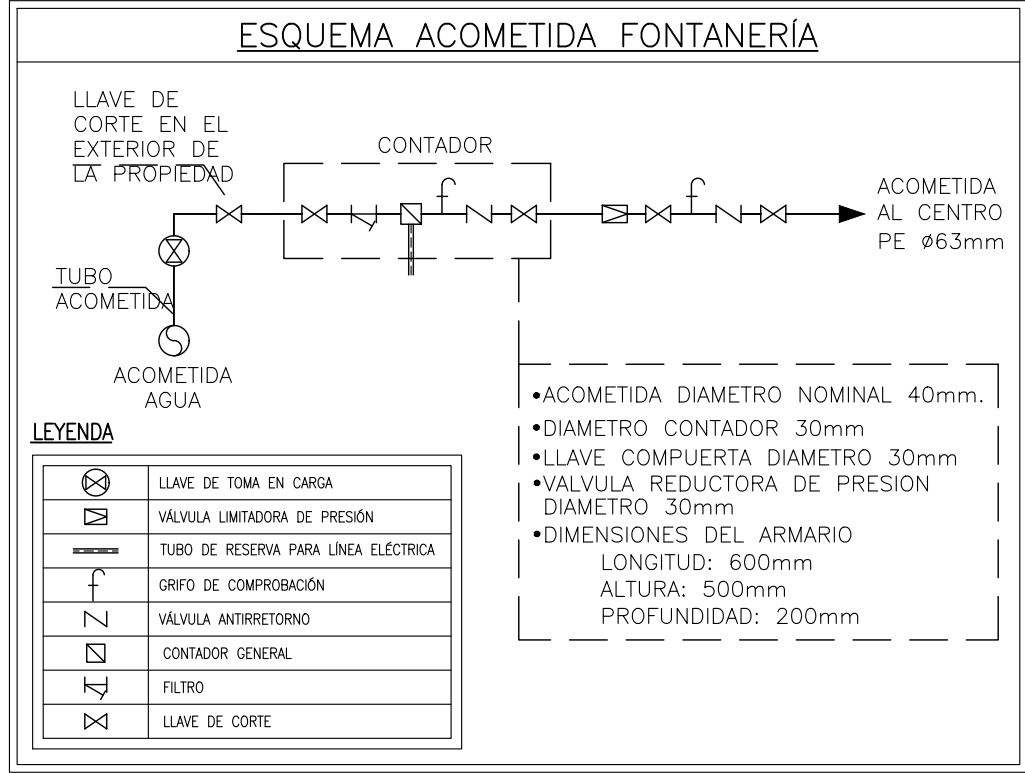 ESQUEMA ACOMETIDA FONTANERÍA
LLAVE DE
CORTE EN EL
EXTERIOR DE
LA PROPIEDAD
CONTADOR
ACOMETIDA
AL CENTRO
PE ø63mm
TUBO
ACOMETIDA
ACOMETIDA
AGUA
•ACOMETIDA DIAMETRO NOMINAL 40mm.
•DIAMETRO CONTADOR 30mm
•LLAVE COMPUERTA DIAMETRO 30mm
•VALVULA REDUCTORA DE PRESION
DIAMETRO 30mm
•DIMENSIONES DEL ARMARIO
LONGITUD: 600mm
ALTURA: 500mm
PROFUNDIDAD: 200mm
LEYENDA
LLAVE DE TOMA EN CARGA
VÁLVULA LIMITADORA DE PRESIÓN
TUBO DE RESERVA PARA LÍNEA ELÉCTRICA
GRIFO DE COMPROBACIÓN
VÁLVULA ANTIRRETORNO
CONTADOR GENERAL
FILTRO
LLAVE DE CORTE